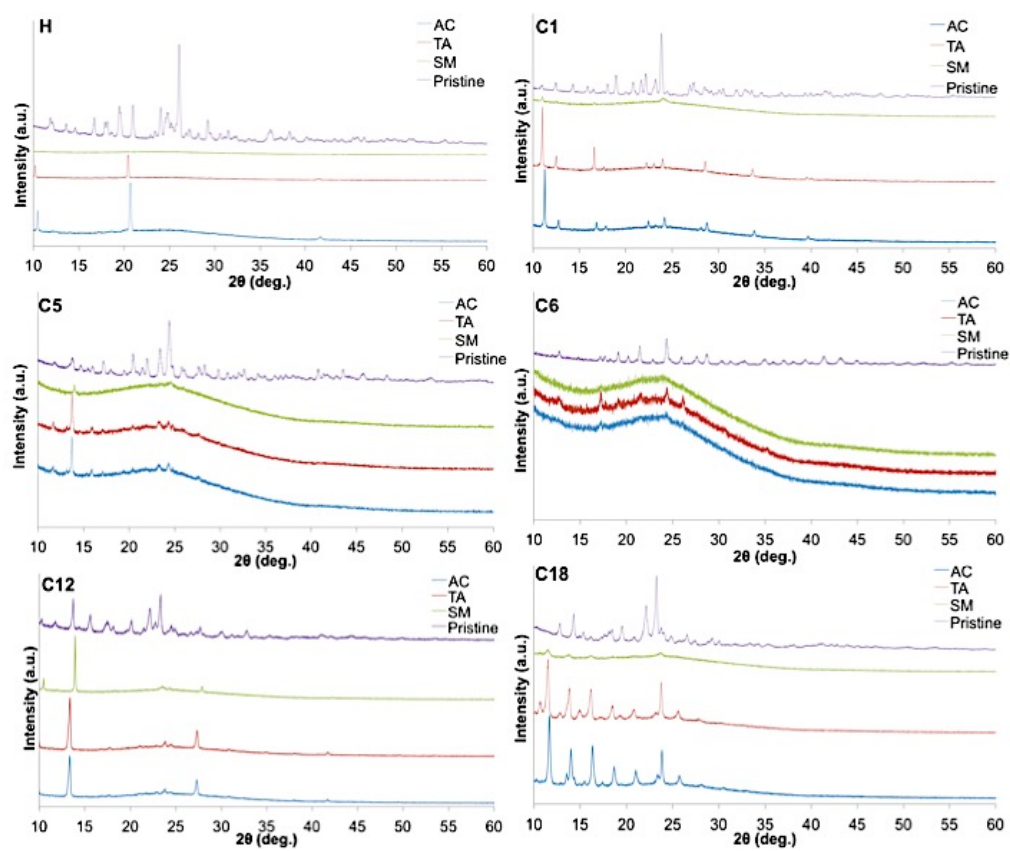 H
AC
TA
SM
Pristine
Intensity (a.u.)
10 15 20 25 30 35 40 45 50 55 60
2θ (deg.)
C1
AC
TA
SM
Pristine
Intensity (a.u.)
10 15 20 25 30 35 40 45 50 55 60
2θ (deg.)
C5
AC
TA
SM
Pristine
Intensity (a.u.)
10 15 20 25 30 35 40 45 50 55 60
2θ (deg.)
C6
AC
TA
SM
Pristine
Intensity (a.u.)
10 15 20 25 30 35 40 45 50 55 60
2θ (deg.)
C12
AC
TA
SM
Pristine
Intensity (a.u.)
10 15 20 25 30 35 40 45 50 55 60
2θ (deg.)
C18
AC
TA
SM
Pristine
Intensity (a.u.)
10 15 20 25 30 35 40 45 50 55 60
2θ (deg.)